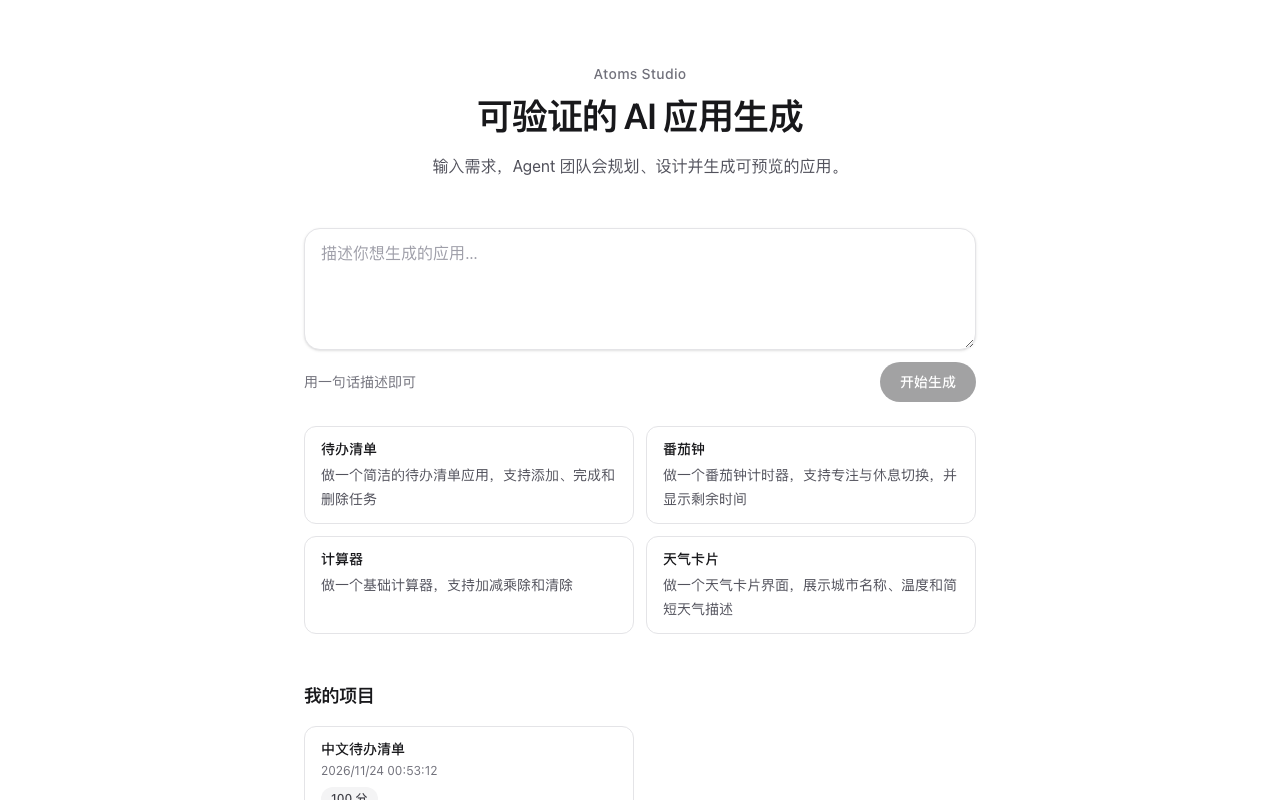 Atoms Studio
可验证的 AI 应用生成
输入需求，Agent 团队会规划、设计并生成可预览的应用。
描述你想生成的应用...
用一句话描述即可
开始生成
待办清单
做一个简洁的待办清单应用，支持添加、完成和
删除任务
番茄钟
做一个番茄钟计时器，支持专注与休息切换，并
显示剩余时间
计算器
做一个基础计算器，支持加减乘除和清除
天气卡片
做一个天气卡片界面，展示城市名称、温度和简
短天气描述
我的项目
中文待办清单
2026/11/24 00:53:12
100 分